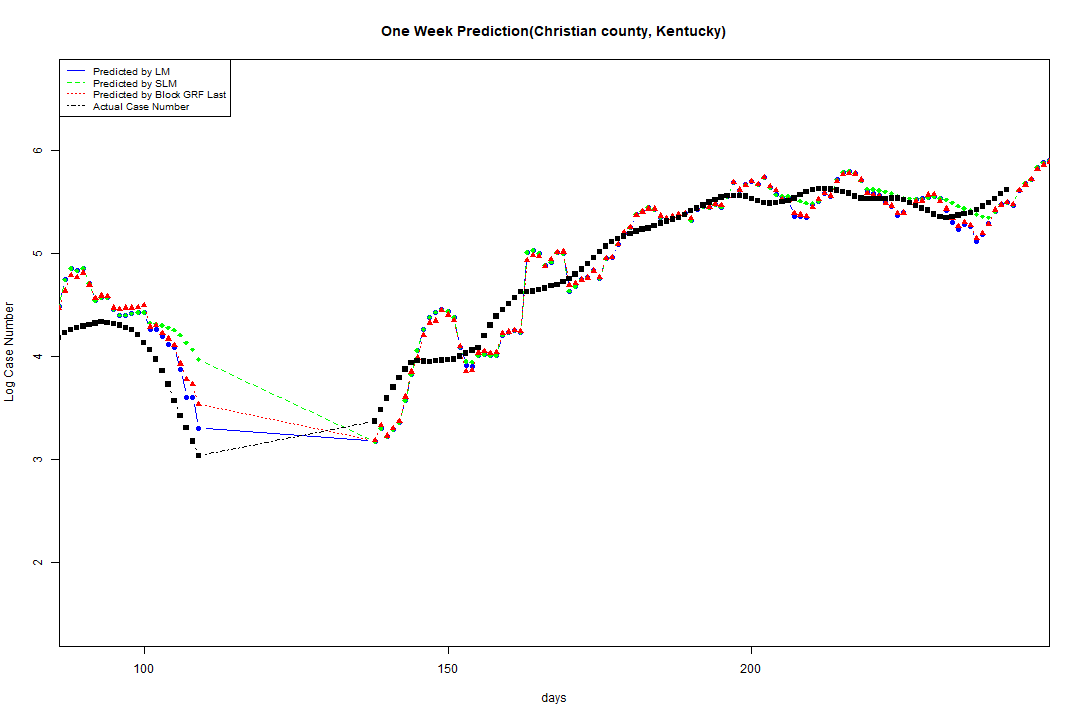 One Week Prediction(Christian county, Kentucky)
Predicted by LM
Predicted by SLM
Predicted by Block GRF Last
Actual Case Number
6
5
4
3
2
Log Case Number
100
150
200
days